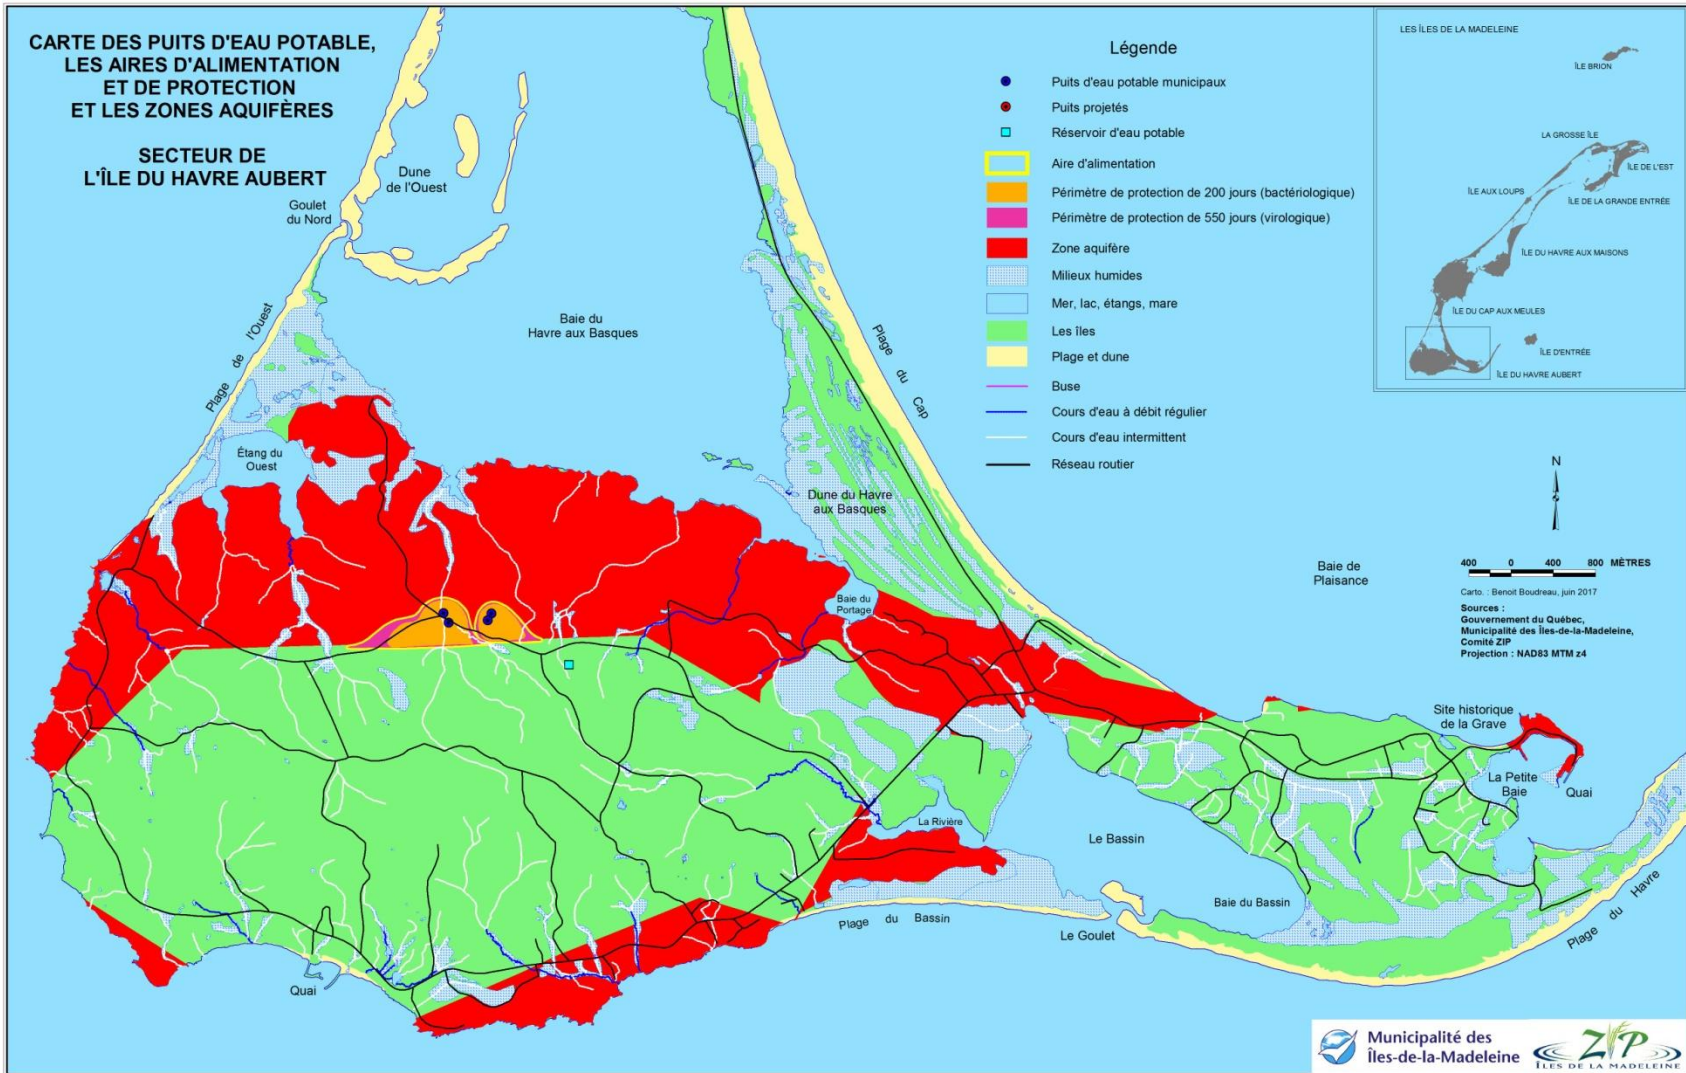 CARTE DES PUITS D'EAU POTABLE,
LES AIRES D'ALIMENTATION
ET DE PROTECTION
ET LES ZONES AQUIFÈRES
SECTEUR DE
L'ÎLE DU HAVRE AUBERT
Légende
Puits d'eau potable municipaux
Puits projetés
Réservoir d'eau potable
Aire d'alimentation
Périmètre de protection de 200 jours (bactériologique)
Périmètre de protection de 550 jours (virologique)
Zone aquifère
Milieux humides
Mer, lac, étangs, mare
Les îles
Plage et dune
Buse
Cours d'eau à débit régulier
Cours d'eau intermittent
Réseau routier
LES ÎLES DE LA MADELEINE
ÎLE BRION
LA GROSSE ÎLE
ÎLE DE L'EST
ÎLE AUX LOUPS
ÎLE DE LA GRANDE ENTRÉE
ÎLE DU HAVRE AUX MAISONS
ÎLE DU CAP AUX MEULES
ÎLE D'ENTRÉE
ÎLE DU HAVRE AUBERT
Dune
de l'Ouest
Goulet
du Nord
Plage de l'Ouest
Baie du
Havre aux Basques
Plage du Cap
Étang du
Ouest
Dune du Havre
aux Basques
Baie du
Portage
Baie de
Plaisance
N
400 0 400 800 MÈTRES
Carto. : Benoit Boudreau, juin 2017
Sources :
Gouvernement du Québec,
Municipalité des Îles-de-la-Madeleine,
Comité ZIP
Projection : NAD83 MTM z4
Site historique
de la Grave
La Petite
Baie
Quai
La Rivière
Le Bassin
Baie du Bassin
Plage du Bassin
Le Goulet
Plage du Havre
Quai
Municipalité des
Îles-de-la-Madeleine
ZIP
ÎLES DE LA MADELEINE